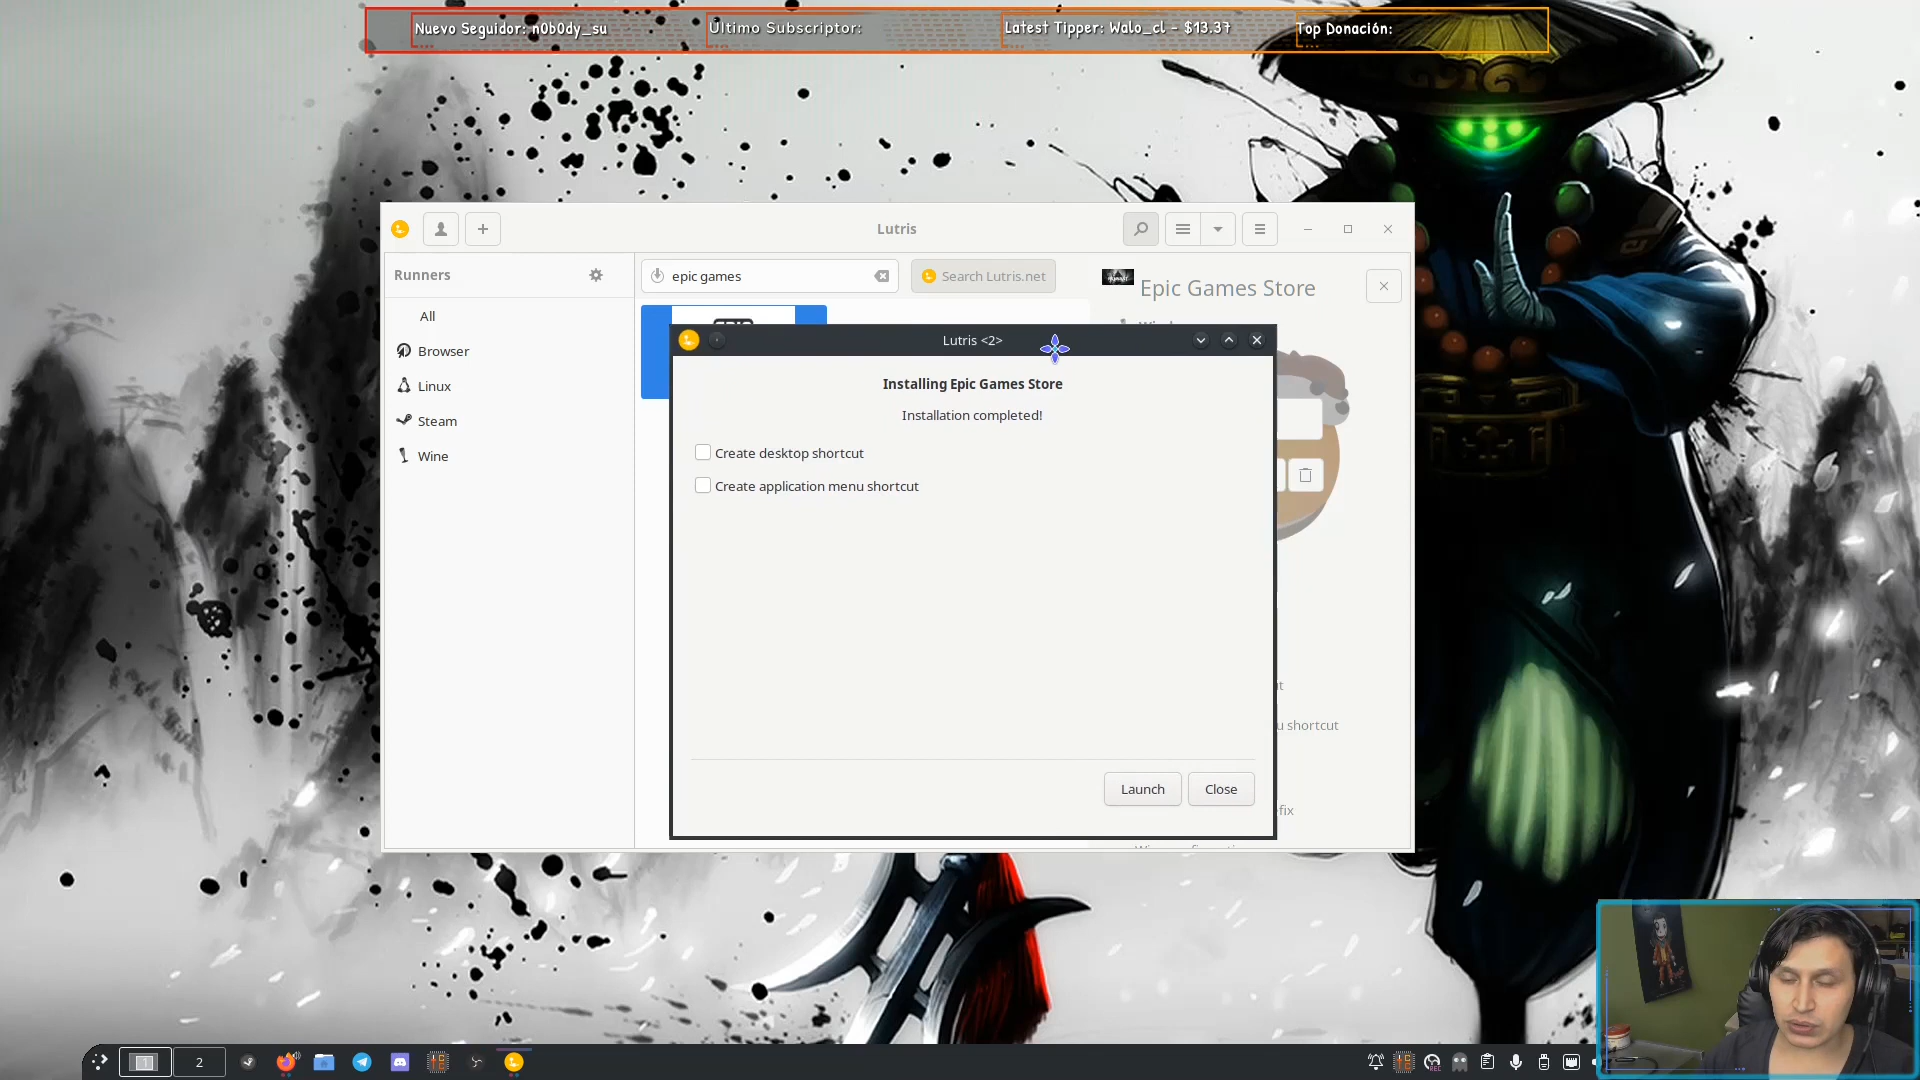 Nuevo Seguidor: n0b0dy_su
Último Subscriptor:
Latest Tipper: Walo_cl - $13.37
Top Donación:
Lutris
Runners
epic games
Search Lutris.net
Epic Games Store
All
Browser
Linux
Steam
Wine
Lutris <2>
Installing Epic Games Store
Installation completed!
Create desktop shortcut
Create application menu shortcut
u shortcut
fix
Launch
Close
1
2